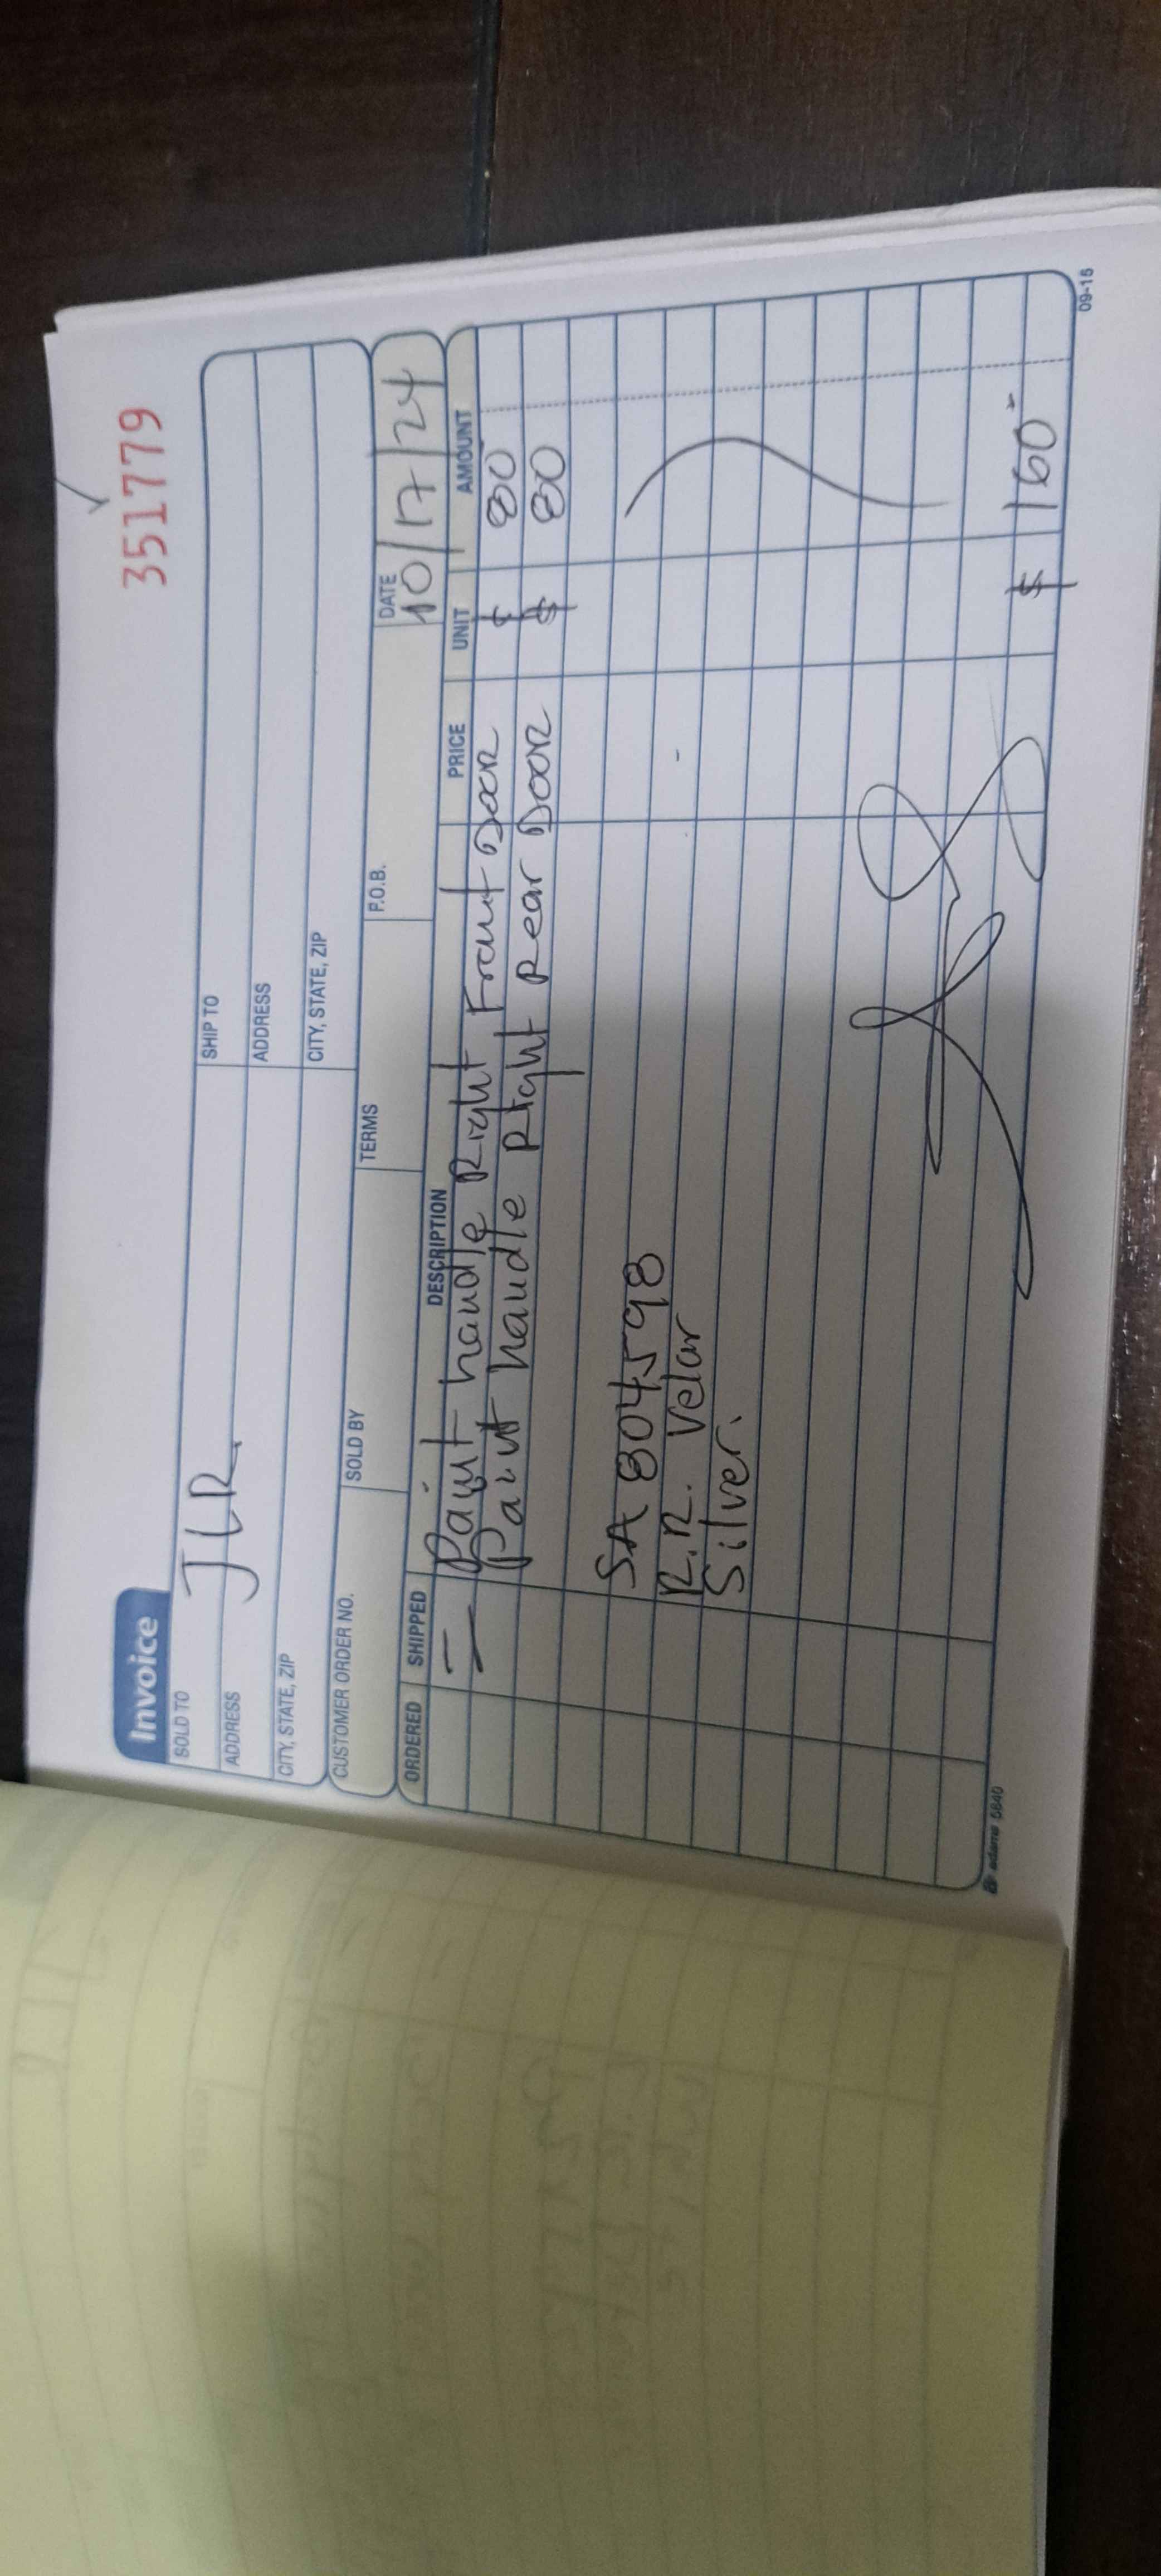 351779
Invoice
SOLD TO JLR. SHIP TO
ADDRESS ADDRESS
CITY, STATE, ZIP CITY, STATE, ZIP
CUSTOMER ORDER NO. SOLD BY TERMS F.O.B. DATE 10/17/24
ORDERED SHIPPED DESCRIPTION PRICE UNIT AMOUNT
- Paint handle Right Front Door $ 80
- Paint handle Right Rear Door $ 80
SA 804598
R.R. Velar
Silver.
$ 160
adams 5840 09-15